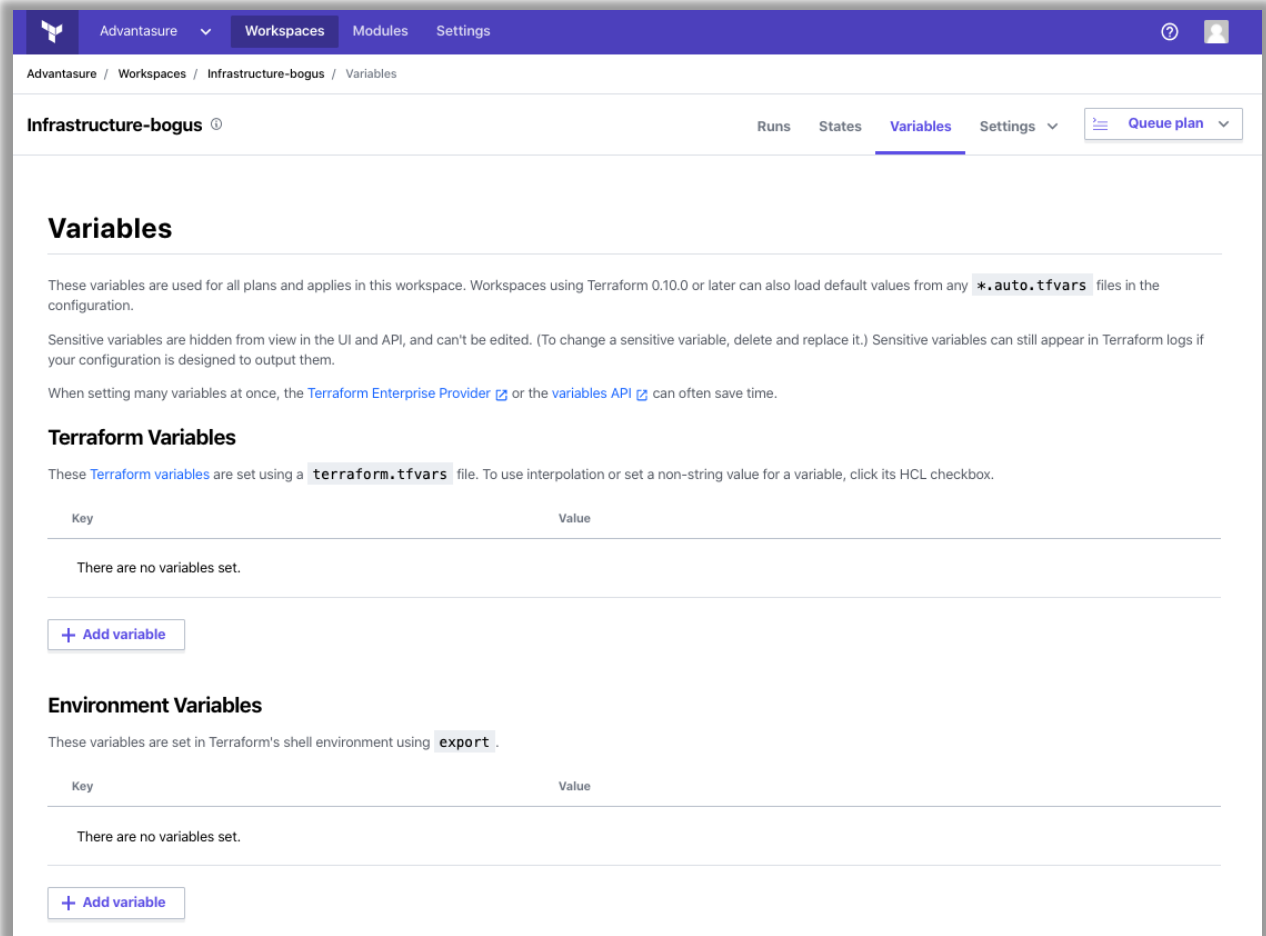 Advantasure Workspaces Modules Settings
Advantasure / Workspaces / Infrastructure-bogus / Variables
Infrastructure-bogus
Runs States Variables Settings Queue plan
Variables
These variables are used for all plans and applies in this workspace. Workspaces using Terraform 0.10.0 or later can also load default values from any *.auto.tfvars files in the
configuration.
Sensitive variables are hidden from view in the UI and API, and can't be edited. (To change a sensitive variable, delete and replace it.) Sensitive variables can still appear in Terraform logs if
your configuration is designed to output them.
When setting many variables at once, the Terraform Enterprise Provider or the variables API can often save time.
Terraform Variables
These Terraform variables are set using a terraform.tfvars file. To use interpolation or set a non-string value for a variable, click its HCL checkbox.
Key Value
There are no variables set.
+ Add variable
Environment Variables
These variables are set in Terraform's shell environment using export.
Key Value
There are no variables set.
+ Add variable